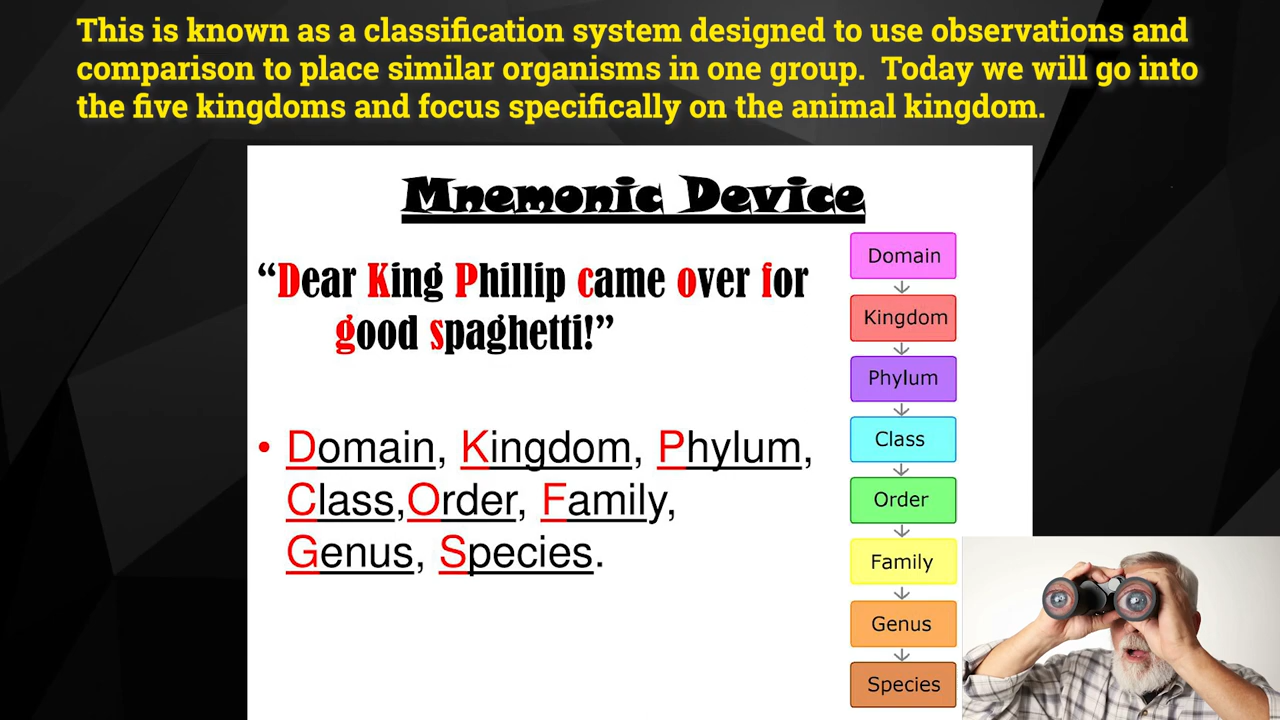 This is known as a classification system designed to use observations and
comparison to place similar organisms in one group.  Today we will go into
the five kingdoms and focus specifically on the animal kingdom.
Mnemonic Device
“Dear King Phillip came over for
good spaghetti!”
• Domain, Kingdom, Phylum,
Class,Order, Family,
Genus, Species.
Domain
Kingdom
Phylum
Class
Order
Family
Genus
Species